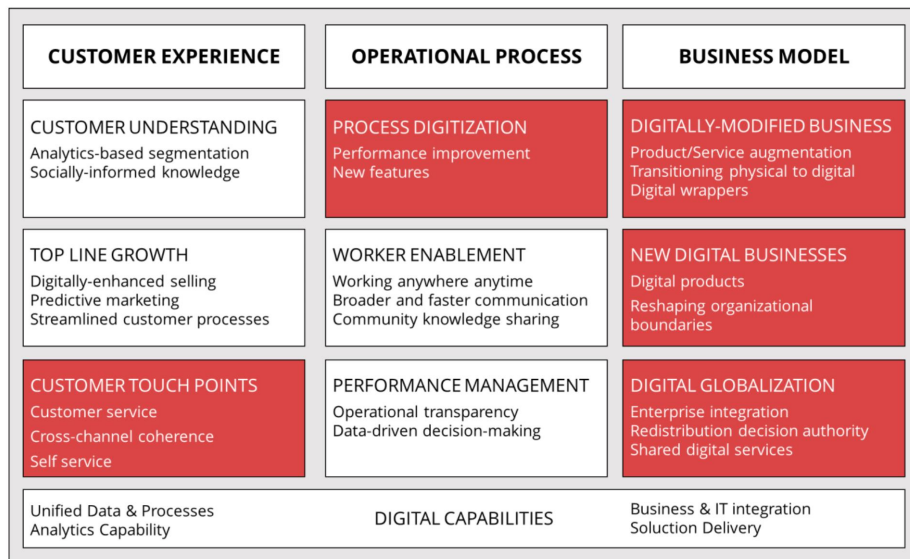 CUSTOMER EXPERIENCE
OPERATIONAL PROCESS
BUSINESS MODEL
CUSTOMER UNDERSTANDING
Analytics-based segmentation
Socially-informed knowledge
PROCESS DIGITIZATION
Performance improvement
New features
DIGITALLY-MODIFIED BUSINESS
Product/Service augmentation
Transitioning physical to digital
Digital wrappers
TOP LINE GROWTH
Digitally-enhanced selling
Predictive marketing
Streamlined customer processes
WORKER ENABLEMENT
Working anywhere anytime
Broader and faster communication
Community knowledge sharing
NEW DIGITAL BUSINESSES
Digital products
Reshaping organizational
boundaries
CUSTOMER TOUCH POINTS
Customer service
Cross-channel coherence
Self service
PERFORMANCE MANAGEMENT
Operational transparency
Data-driven decision-making
DIGITAL GLOBALIZATION
Enterprise integration
Redistribution decision authority
Shared digital services
Unified Data & Processes
Analytics Capability
DIGITAL CAPABILITIES
Business & IT integration
Soluction Delivery